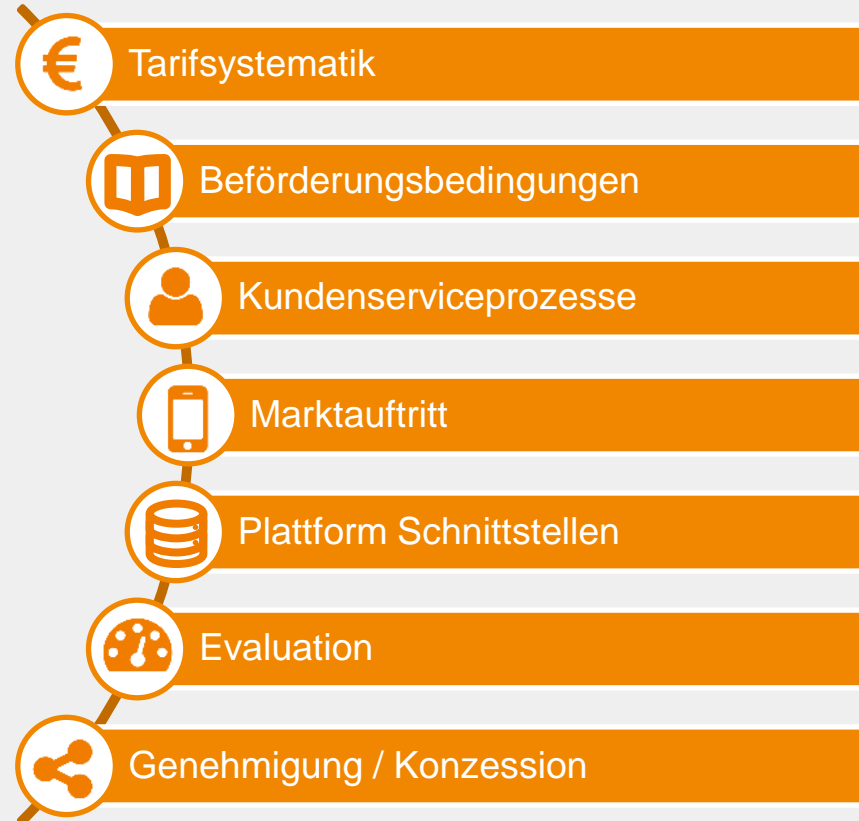 €
Tarifsystematik
Beförderungsbedingungen
Kundenserviceprozesse
Marktauftritt
Plattform Schnittstellen
Evaluation
Genehmigung / Konzession